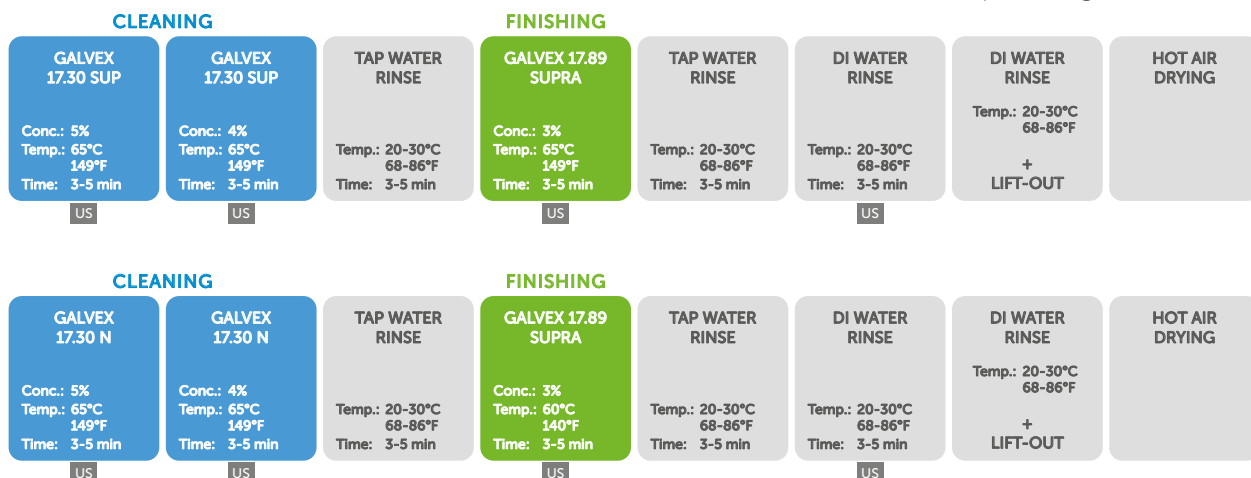 CLEANING
FINISHING
GALVEX
17.30 SUP
Conc.: 5%
Temp.: 65°C
149°F
Time: 3-5 min
US
GALVEX
17.30 SUP
Conc.: 4%
Temp.: 65°C
149°F
Time: 3-5 min
US
TAP WATER
RINSE
Temp.: 20-30°C
68-86°F
Time: 3-5 min
GALVEX 17.89
SUPRA
Conc.: 3%
Temp.: 65°C
149°F
Time: 3-5 min
US
TAP WATER
RINSE
Temp.: 20-30°C
68-86°F
Time: 3-5 min
DI WATER
RINSE
Temp.: 20-30°C
68-86°F
Time: 3-5 min
US
DI WATER
RINSE
Temp.: 20-30°C
68-86°F
+
LIFT-OUT
HOT AIR
DRYING
CLEANING
FINISHING
GALVEX
17.30 N
Conc.: 5%
Temp.: 65°C
149°F
Time: 3-5 min
US
GALVEX
17.30 N
Conc.: 4%
Temp.: 65°C
149°F
Time: 3-5 min
US
TAP WATER
RINSE
Temp.: 20-30°C
68-86°F
Time: 3-5 min
GALVEX 17.89
SUPRA
Conc.: 3%
Temp.: 60°C
140°F
Time: 3-5 min
US
TAP WATER
RINSE
Temp.: 20-30°C
68-86°F
Time: 3-5 min
DI WATER
RINSE
Temp.: 20-30°C
68-86°F
Time: 3-5 min
US
DI WATER
RINSE
Temp.: 20-30°C
68-86°F
+
LIFT-OUT
HOT AIR
DRYING